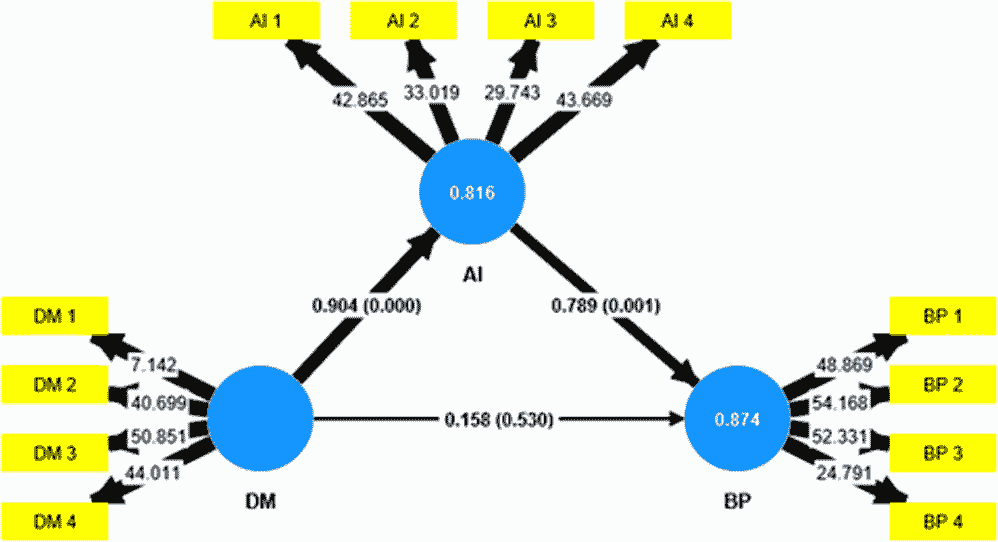 AI 1
AI 2
AI 3
AI 4
42.865
33.019
29.743
43.669
0.816
AI
0.904 (0.000)
0.789 (0.001)
DM 1
DM 2
DM 3
DM 4
7.142
40.699
50.851
44.011
DM
0.158 (0.530)
0.874
BP
48.869
54.168
52.331
24.791
BP 1
BP 2
BP 3
BP 4